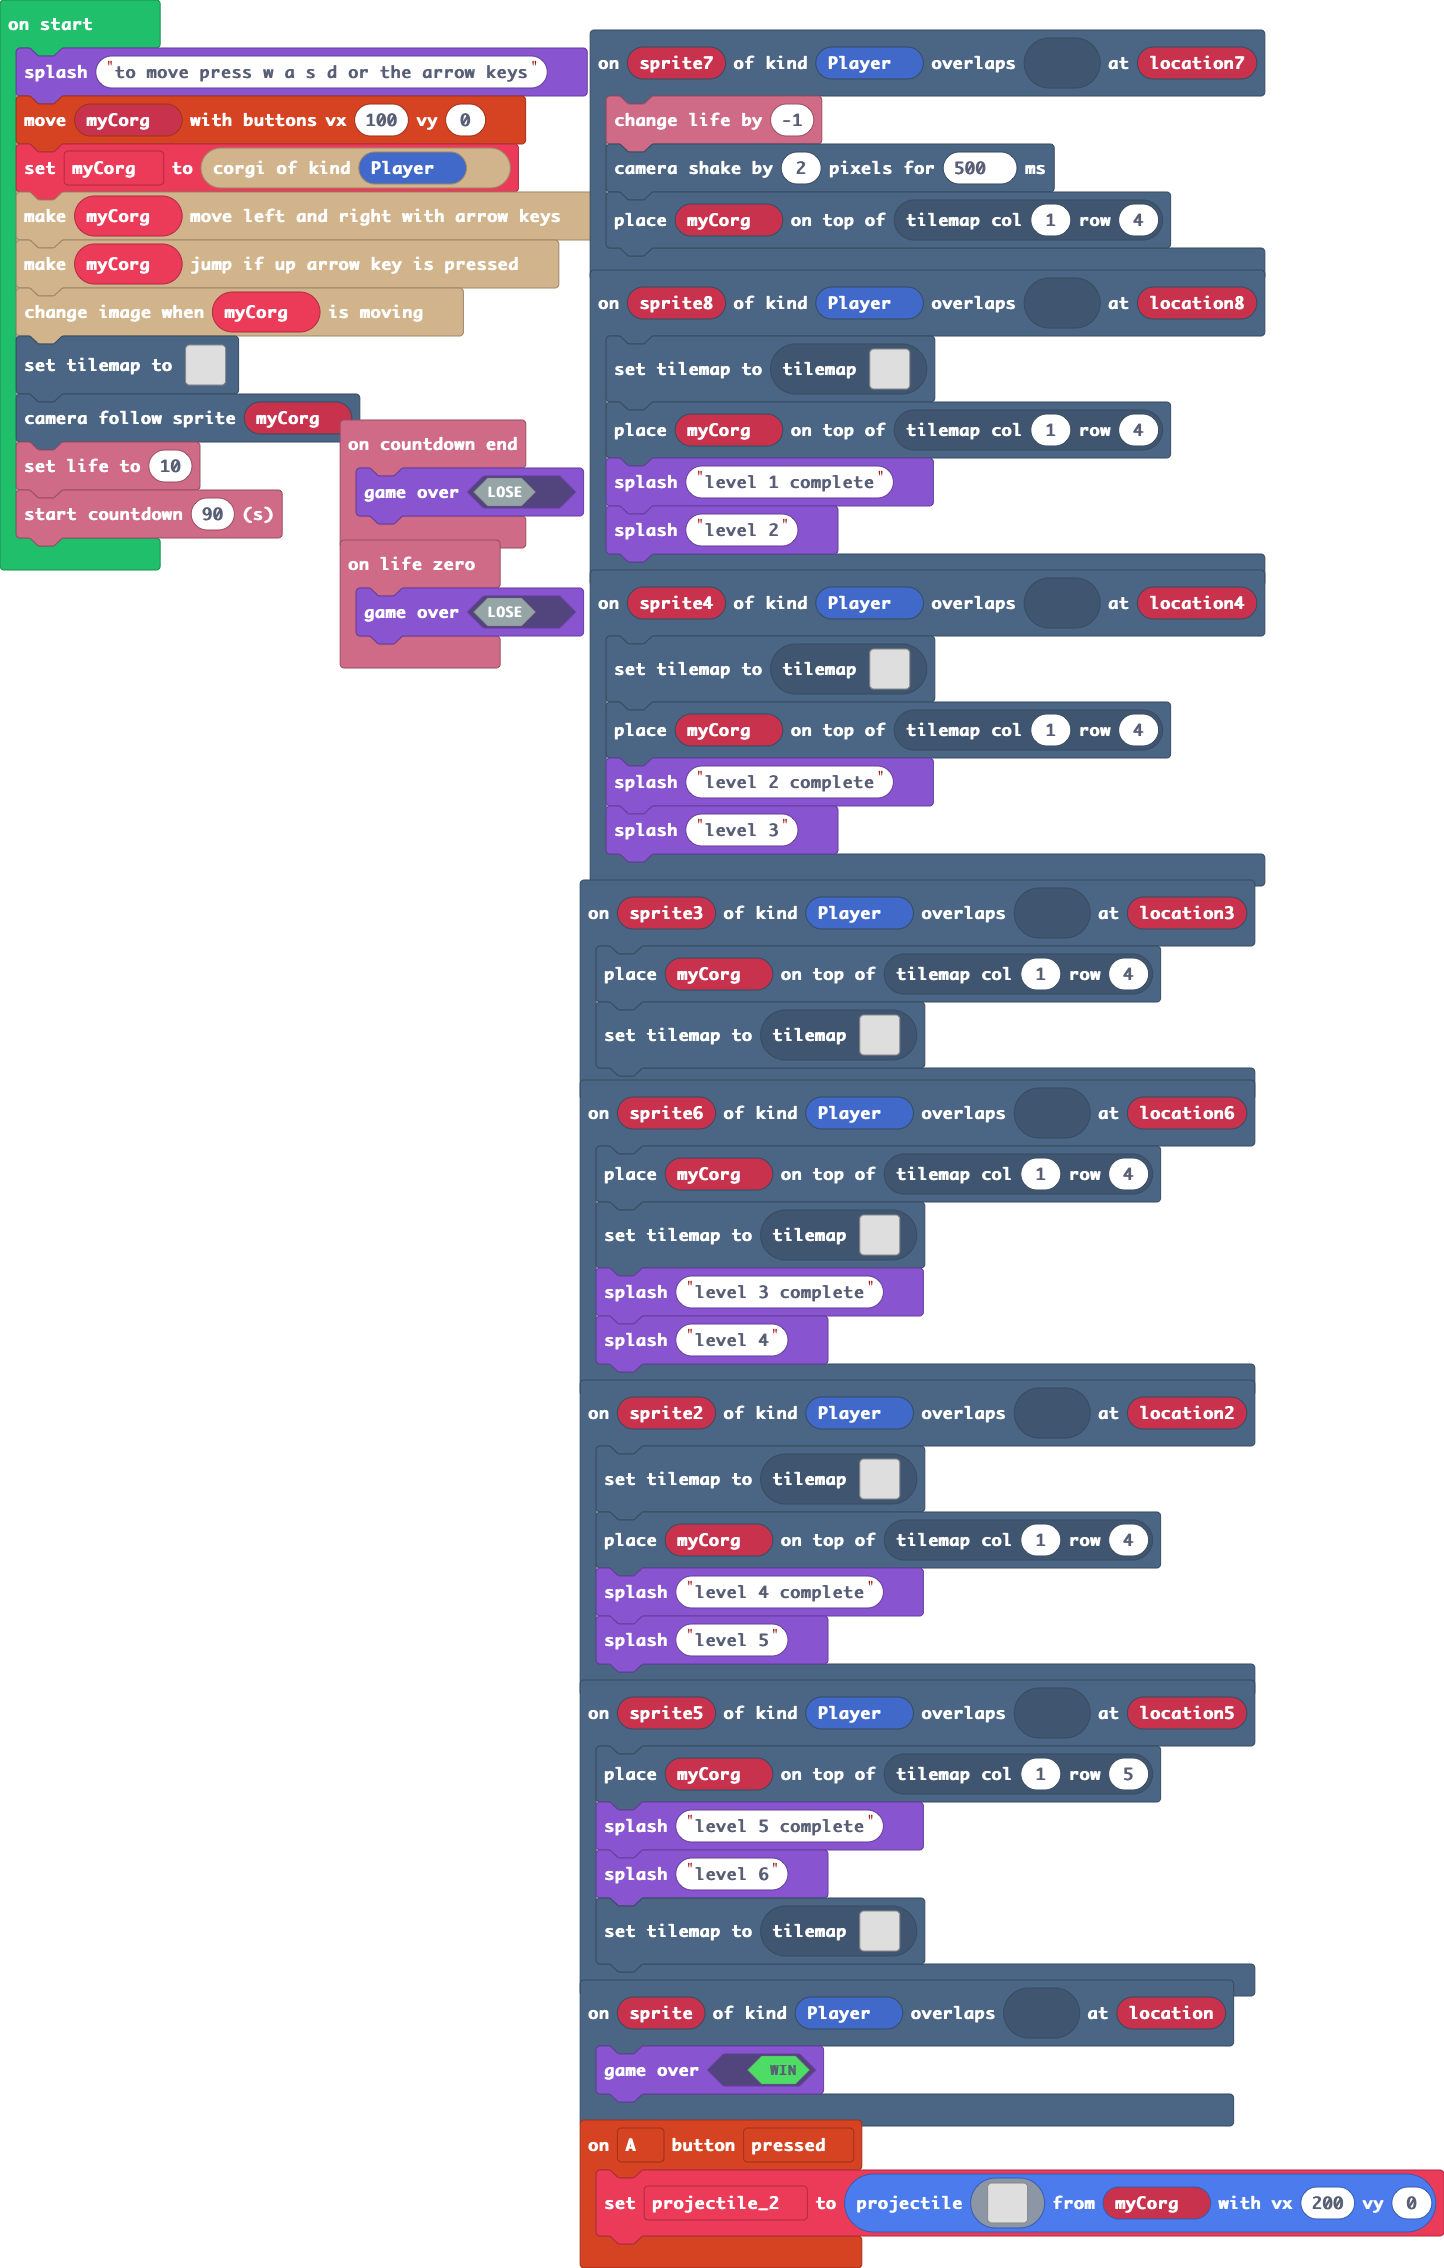 on start
splash "to move press w a s d or the arrow keys"
move myCorg with buttons vx 100 vy 0
set myCorg to corgi of kind Player
make myCorg move left and right with arrow keys
make myCorg jump if up arrow key is pressed
change image when myCorg is moving
set tilemap to
camera follow sprite myCorg
set life to 10
start countdown 90 (s)
on countdown end
game over LOSE
on life zero
game over LOSE
on sprite7 of kind Player overlaps at location7
change life by -1
camera shake by 2 pixels for 500 ms
place myCorg on top of tilemap col 1 row 4
on sprite8 of kind Player overlaps at location8
set tilemap to tilemap
place myCorg on top of tilemap col 1 row 4
splash "level 1 complete"
splash "level 2"
on sprite4 of kind Player overlaps at location4
set tilemap to tilemap
place myCorg on top of tilemap col 1 row 4
splash "level 2 complete"
splash "level 3"
on sprite3 of kind Player overlaps at location3
place myCorg on top of tilemap col 1 row 4
set tilemap to tilemap
on sprite6 of kind Player overlaps at location6
place myCorg on top of tilemap col 1 row 4
set tilemap to tilemap
splash "level 3 complete"
splash "level 4"
on sprite2 of kind Player overlaps at location2
set tilemap to tilemap
place myCorg on top of tilemap col 1 row 4
splash "level 4 complete"
splash "level 5"
on sprite5 of kind Player overlaps at location5
place myCorg on top of tilemap col 1 row 5
splash "level 5 complete"
splash "level 6"
set tilemap to tilemap
on sprite of kind Player overlaps at location
game over WIN
on A button pressed
set projectile_2 to projectile from myCorg with vx 200 vy 0